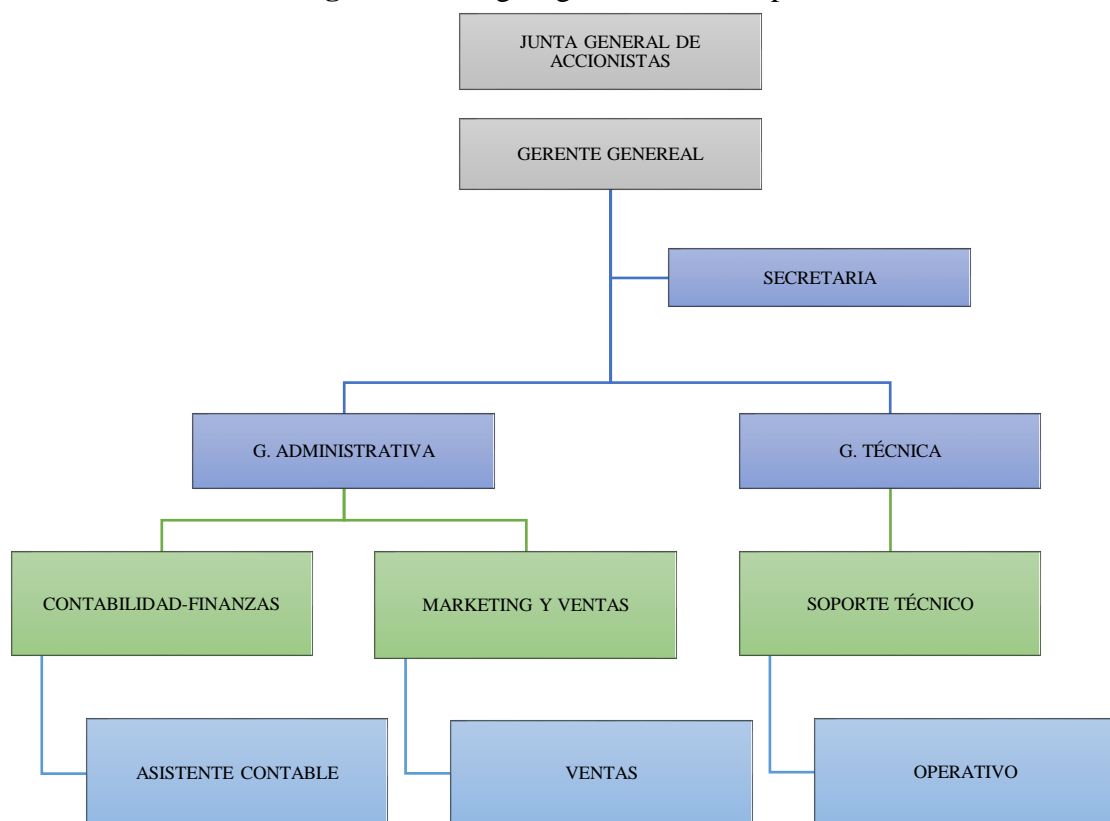 JUNTA GENERAL DE
ACCIONISTAS
GERENTE GENEREAL
SECRETARIA
G. ADMINISTRATIVA
G. TÉCNICA
CONTABILIDAD-FINANZAS
MARKETING Y VENTAS
SOPORTE TÉCNICO
ASISTENTE CONTABLE
VENTAS
OPERATIVO